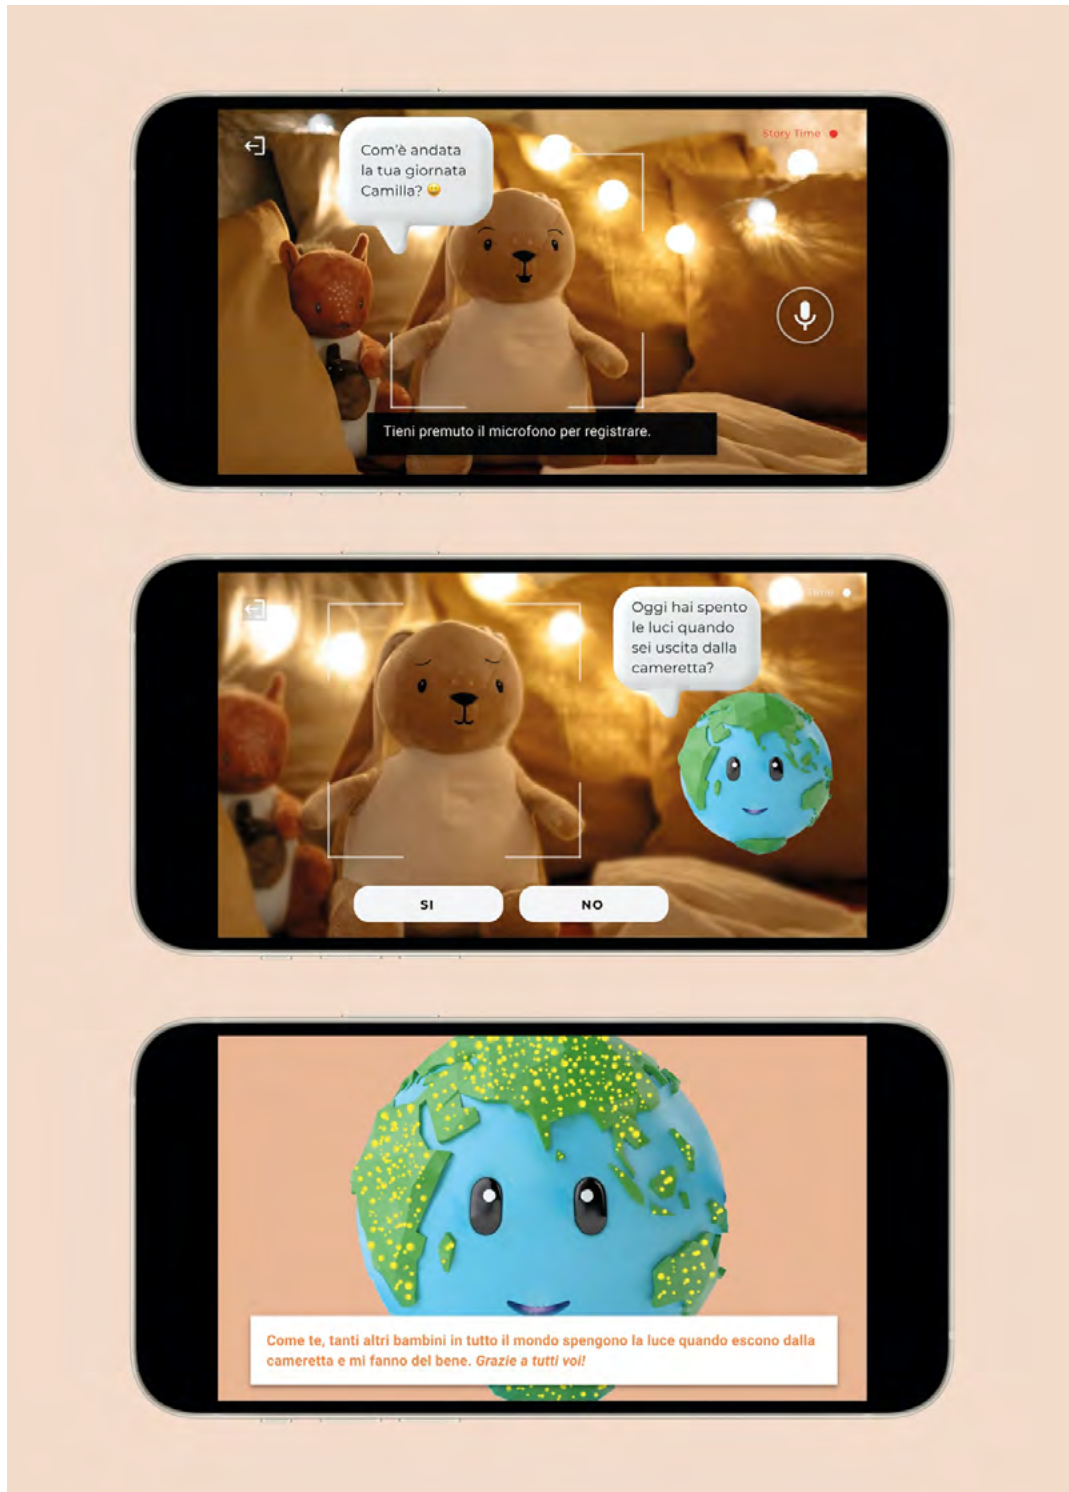 Story Time
Com'è andata
la tua giornata
Camilla? 😀
Tieni premuto il microfono per registrare.
Time
Oggi hai spento
le luci quando
sei uscita dalla
cameretta?
SI
NO
Come te, tanti altri bambini in tutto il mondo spengono la luce quando escono dalla
cameretta e mi fanno del bene. Grazie a tutti voi!